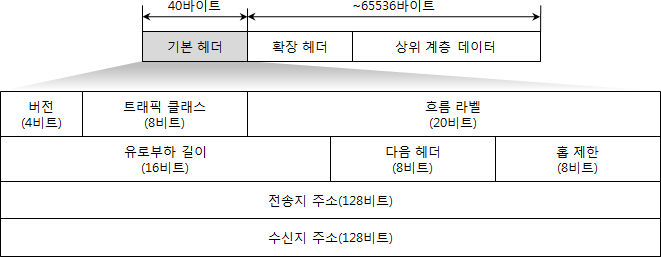 40바이트
~65536바이트
기본 헤더
확장 헤더
상위 계층 데이터
버전
(4비트)
트래픽 클래스
(8비트)
흐름 라벨
(20비트)
유로부하 길이
(16비트)
다음 헤더
(8비트)
홉 제한
(8비트)
전송지 주소(128비트)
수신지 주소(128비트)